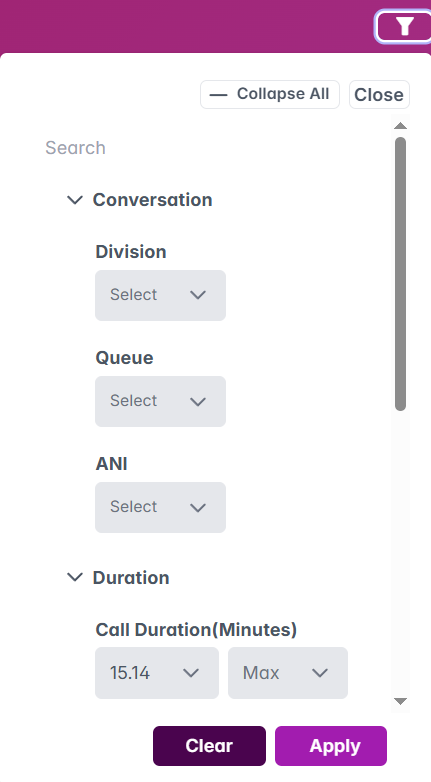 Collapse All Close
Search
Conversation
Division
Select
Queue
Select
ANI
Select
Duration
Call Duration(Minutes)
15.14 Max
Clear Apply